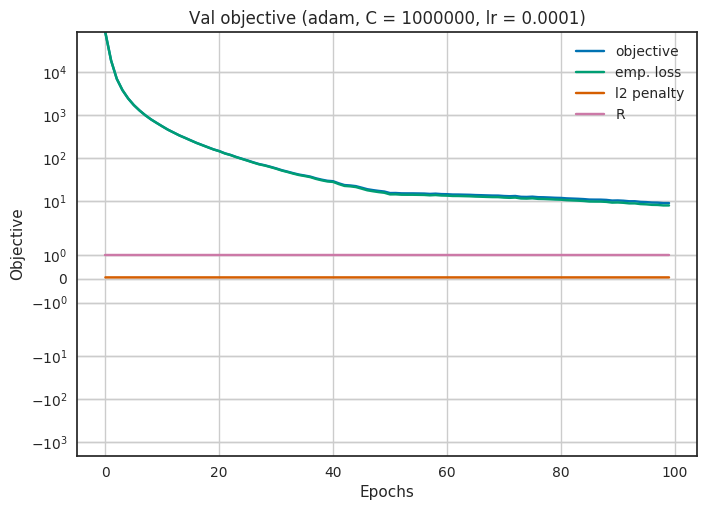 Val objective (adam, C = 1000000, lr = 0.0001)
objective
emp. loss
l2 penalty
R
Objective
10⁴
10³
10²
10¹
10⁰
0
−10⁰
−10¹
−10²
−10³
0 20 40 60 80 100
Epochs